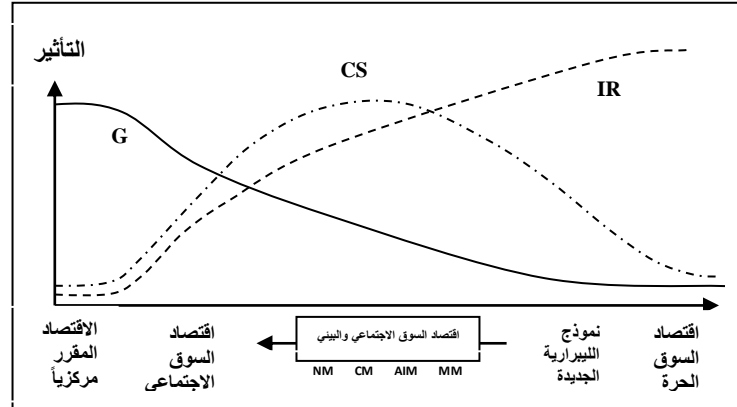 التأثير
CS
IR
G
الاقتصاد
المقرر
مركزياً
اقتصاد
السوق
الاجتماعي
اقتصاد السوق الاجتماعي والبيئي
NM CM AIM MM
نموذج
الليبرارية
الجديدة
اقتصاد
السوق
الحرة